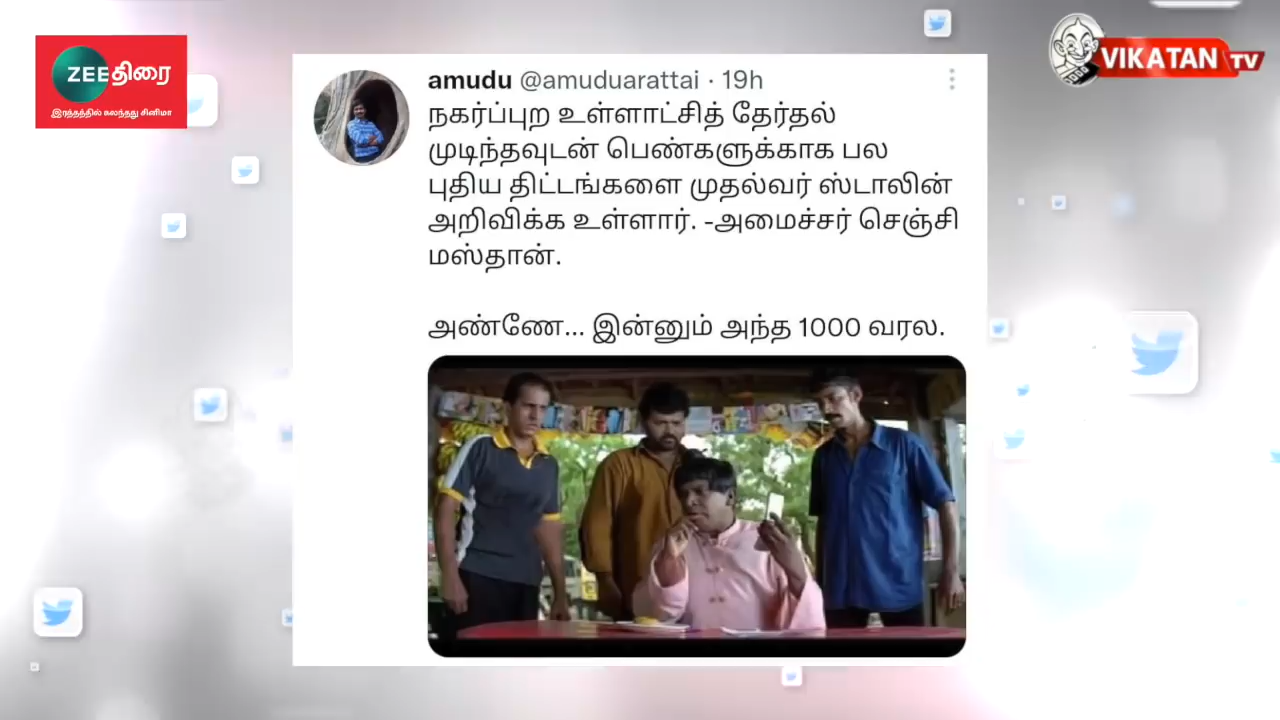 ZEEதிரை
இரத்தத்தில் கலந்தது சினிமா
VIKATAN TV
amudu @amuduarattai · 19h
நகர்ப்புற உள்ளாட்சித் தேர்தல்
முடிந்தவுடன் பெண்களுக்காக பல
புதிய திட்டங்களை முதல்வர் ஸ்டாலின்
அறிவிக்க உள்ளார். -அமைச்சர் செஞ்சி
மஸ்தான்.
அண்ணே... இன்னும் அந்த 1000 வரல.